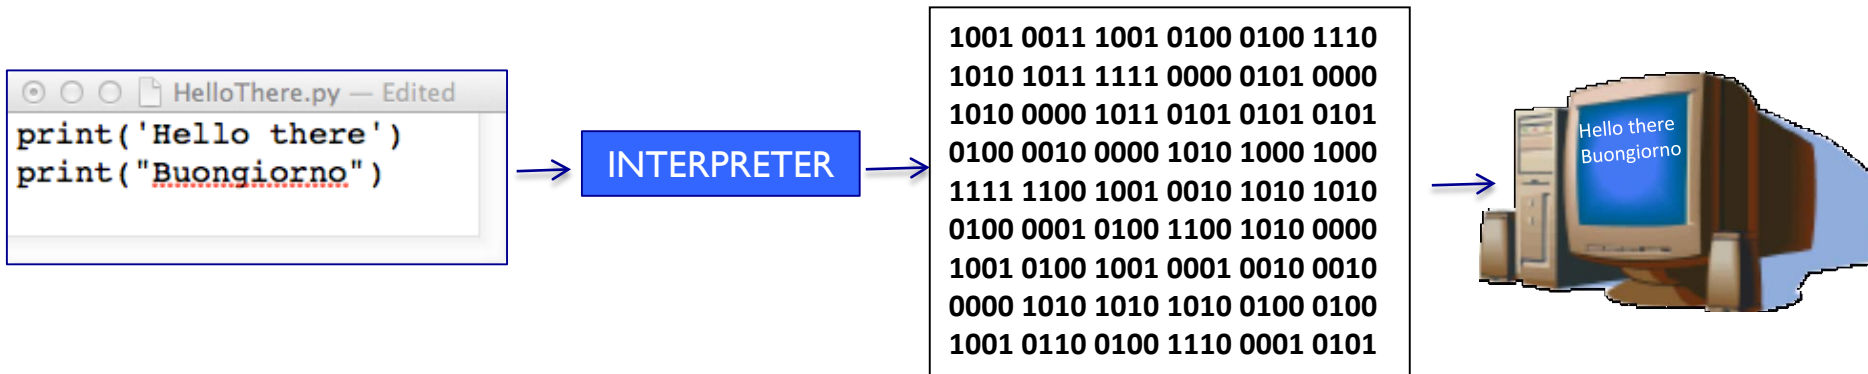 HelloThere.py — Edited
print('Hello there')
print("Buongiorno")
INTERPRETER
1001 0011 1001 0100 0100 1110
1010 1011 1111 0000 0101 0000
1010 0000 1011 0101 0101 0101
0100 0010 0000 1010 1000 1000
1111 1100 1001 0010 1010 1010
0100 0001 0100 1100 1010 0000
1001 0100 1001 0001 0010 0010
0000 1010 1010 1010 0100 0100
1001 0110 0100 1110 0001 0101
Hello there
Buongiorno